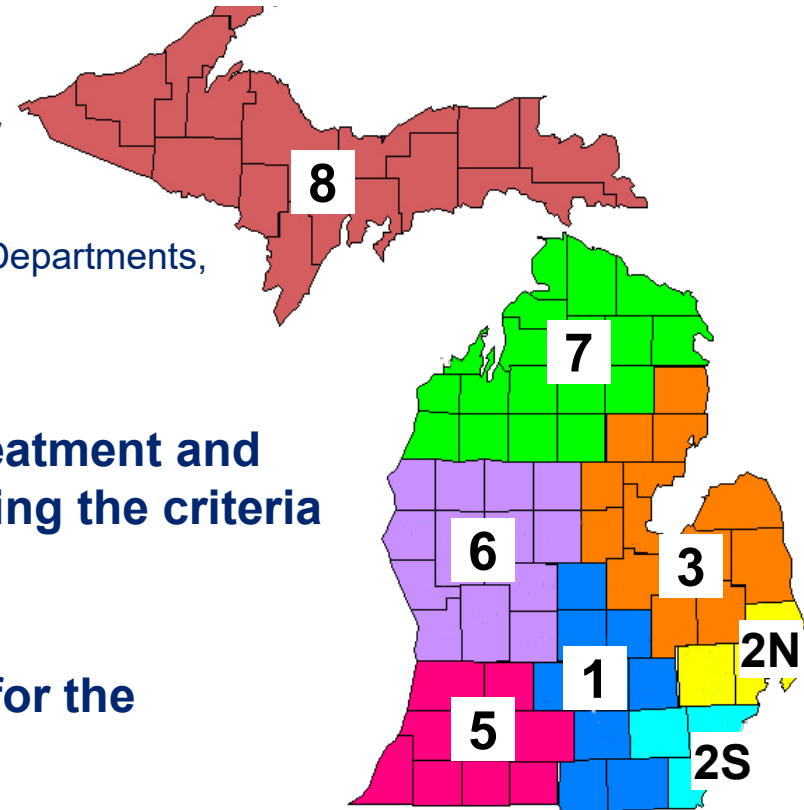 8
Departments,
7
eatment and
ing the criteria
6
3
2N
for the
1
5
2S